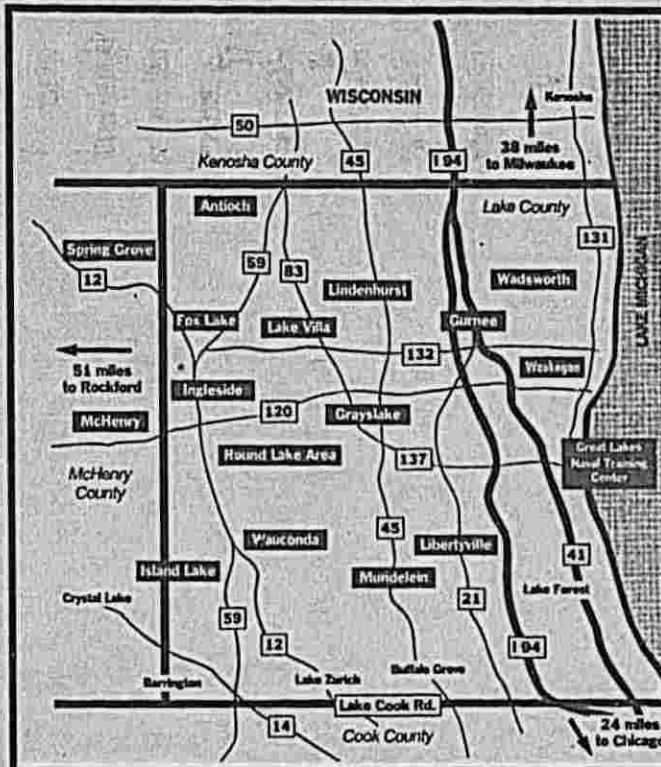 WISCONSIN
Kenosha
50
Kenosha County
45
I 94
38 miles
to Milwaukee
Antioch
Lake County
131
Spring Grove
12
59
83
Lindenhurst
Wadsworth
LAKE MICHIGAN
Fox Lake
Lake Villa
Gurnee
132
51 miles
to Rockford
Waukegan
Ingleside
120
McHenry
Grayslake
Round Lake Area
137
Great Lakes
Naval Training
Center
McHenry
County
45
Wauconda
Libertyville
Island Lake
Mundelein
41
Crystal Lake
59
21
Lake Forest
12
I 94
Barrington
Lake Zurich
Buffalo Grove
Lake Cook Rd.
14
Cook County
24 miles
to Chicago